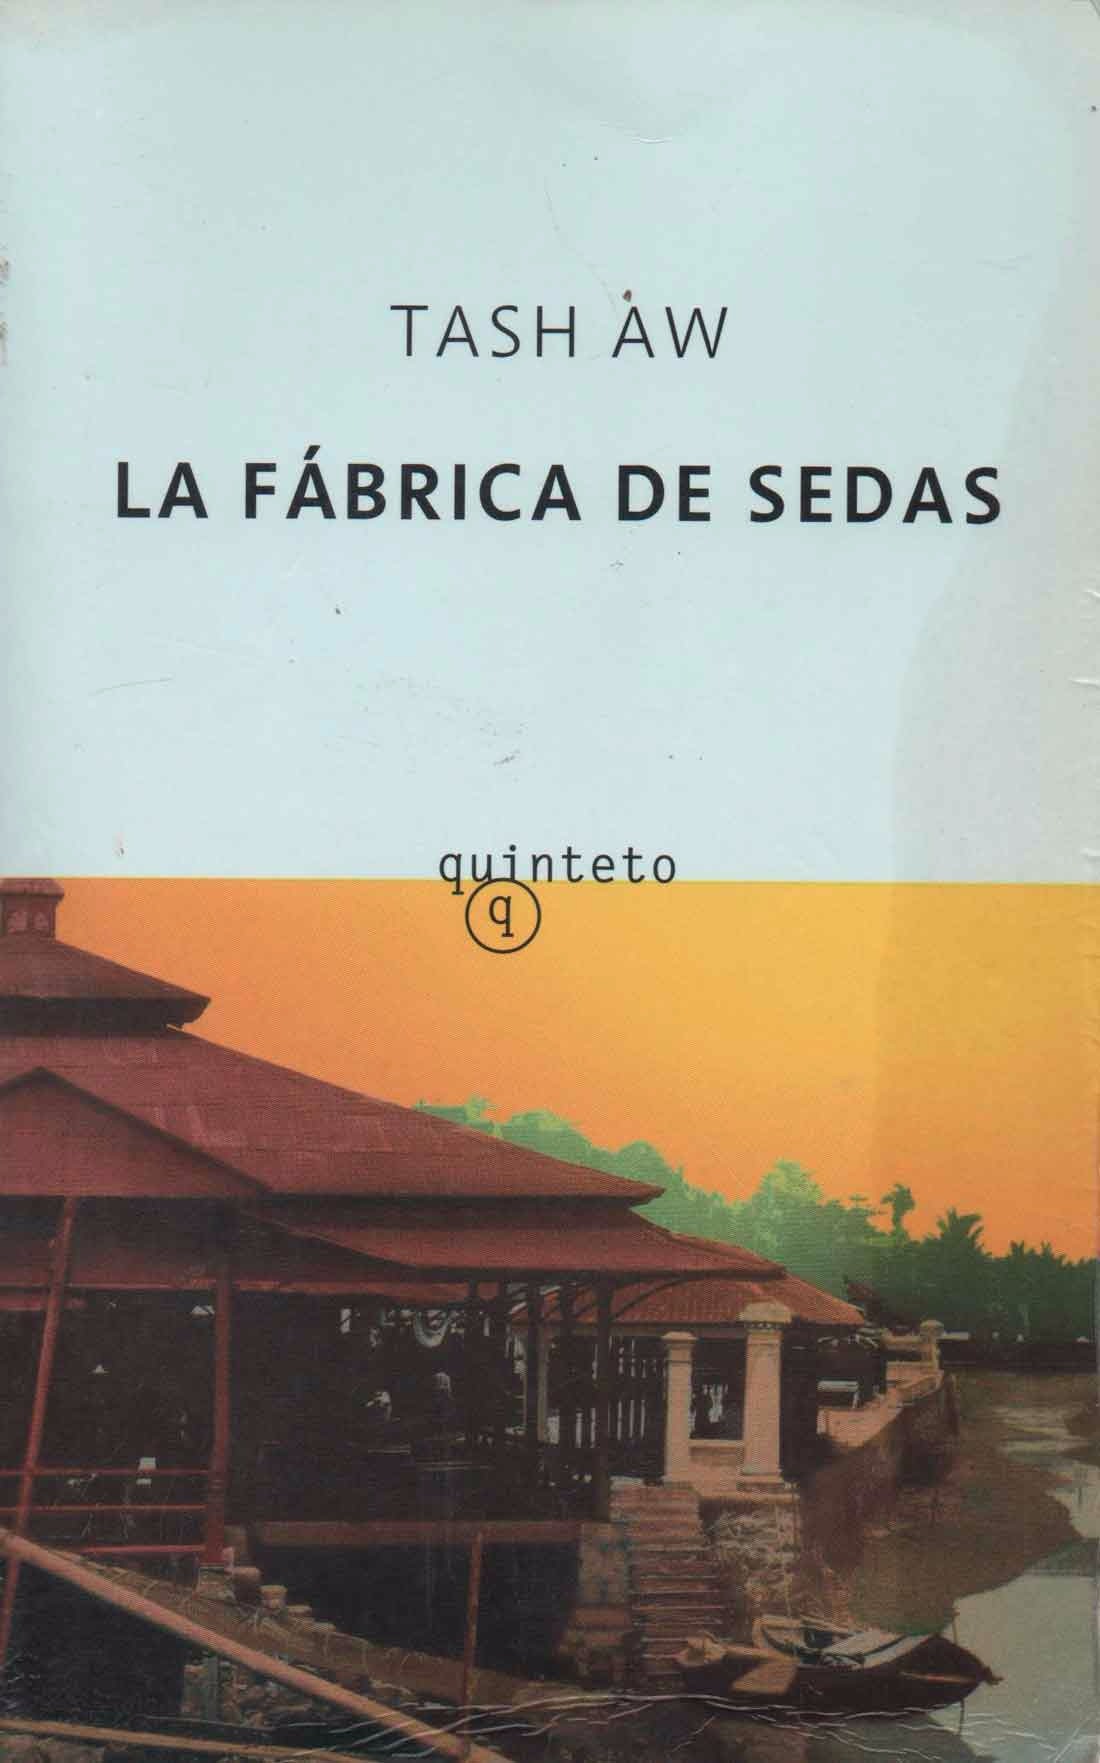 TASH AW
LA FÁBRICA DE SEDAS
quinteto
q